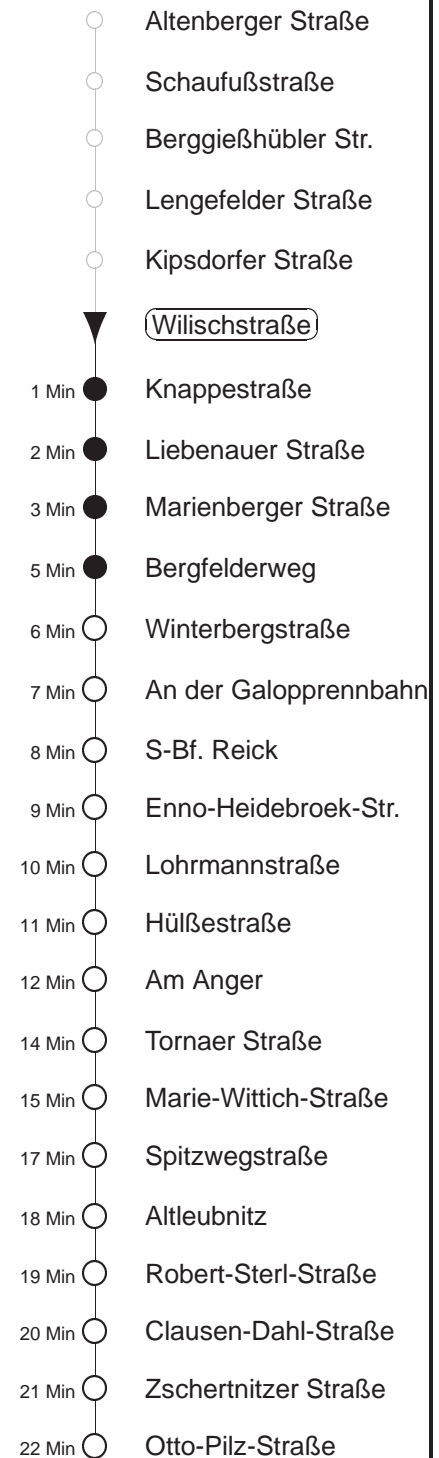 Altenberger Straße
Schaufußstraße
Berggießhübler Str.
Lengefelder Straße
Kipsdorfer Straße
Wilischstraße
1 Min Knappestraße
2 Min Liebenauer Straße
3 Min Marienberger Straße
5 Min Bergfelderweg
6 Min Winterbergstraße
7 Min An der Galopprennbahn
8 Min S-Bf. Reick
9 Min Enno-Heidebroek-Str.
10 Min Lohrmannstraße
11 Min Hülßestraße
12 Min Am Anger
14 Min Tornaer Straße
15 Min Marie-Wittich-Straße
17 Min Spitzwegstraße
18 Min Altleubnitz
19 Min Robert-Sterl-Straße
20 Min Clausen-Dahl-Straße
21 Min Zschertnitzer Straße
22 Min Otto-Pilz-Straße